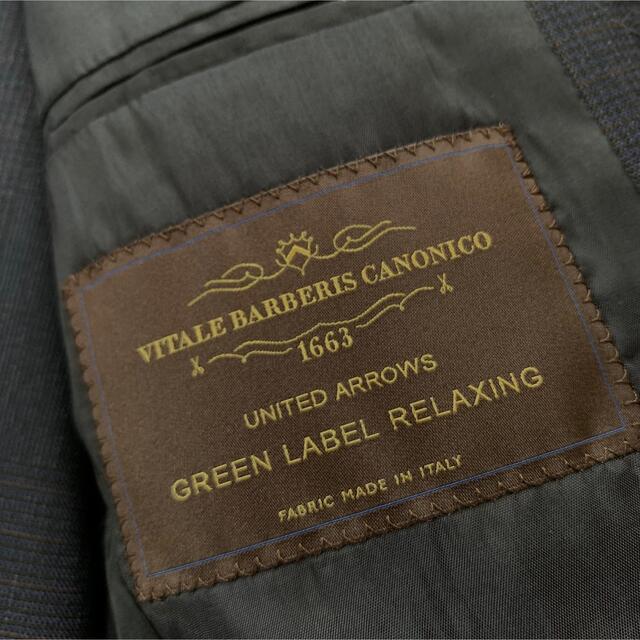 VITALE BARBERIS CANONICO
1663
UNITED ARROWS
GREEN LABEL RELAXING
FABRIC MADE IN ITALY